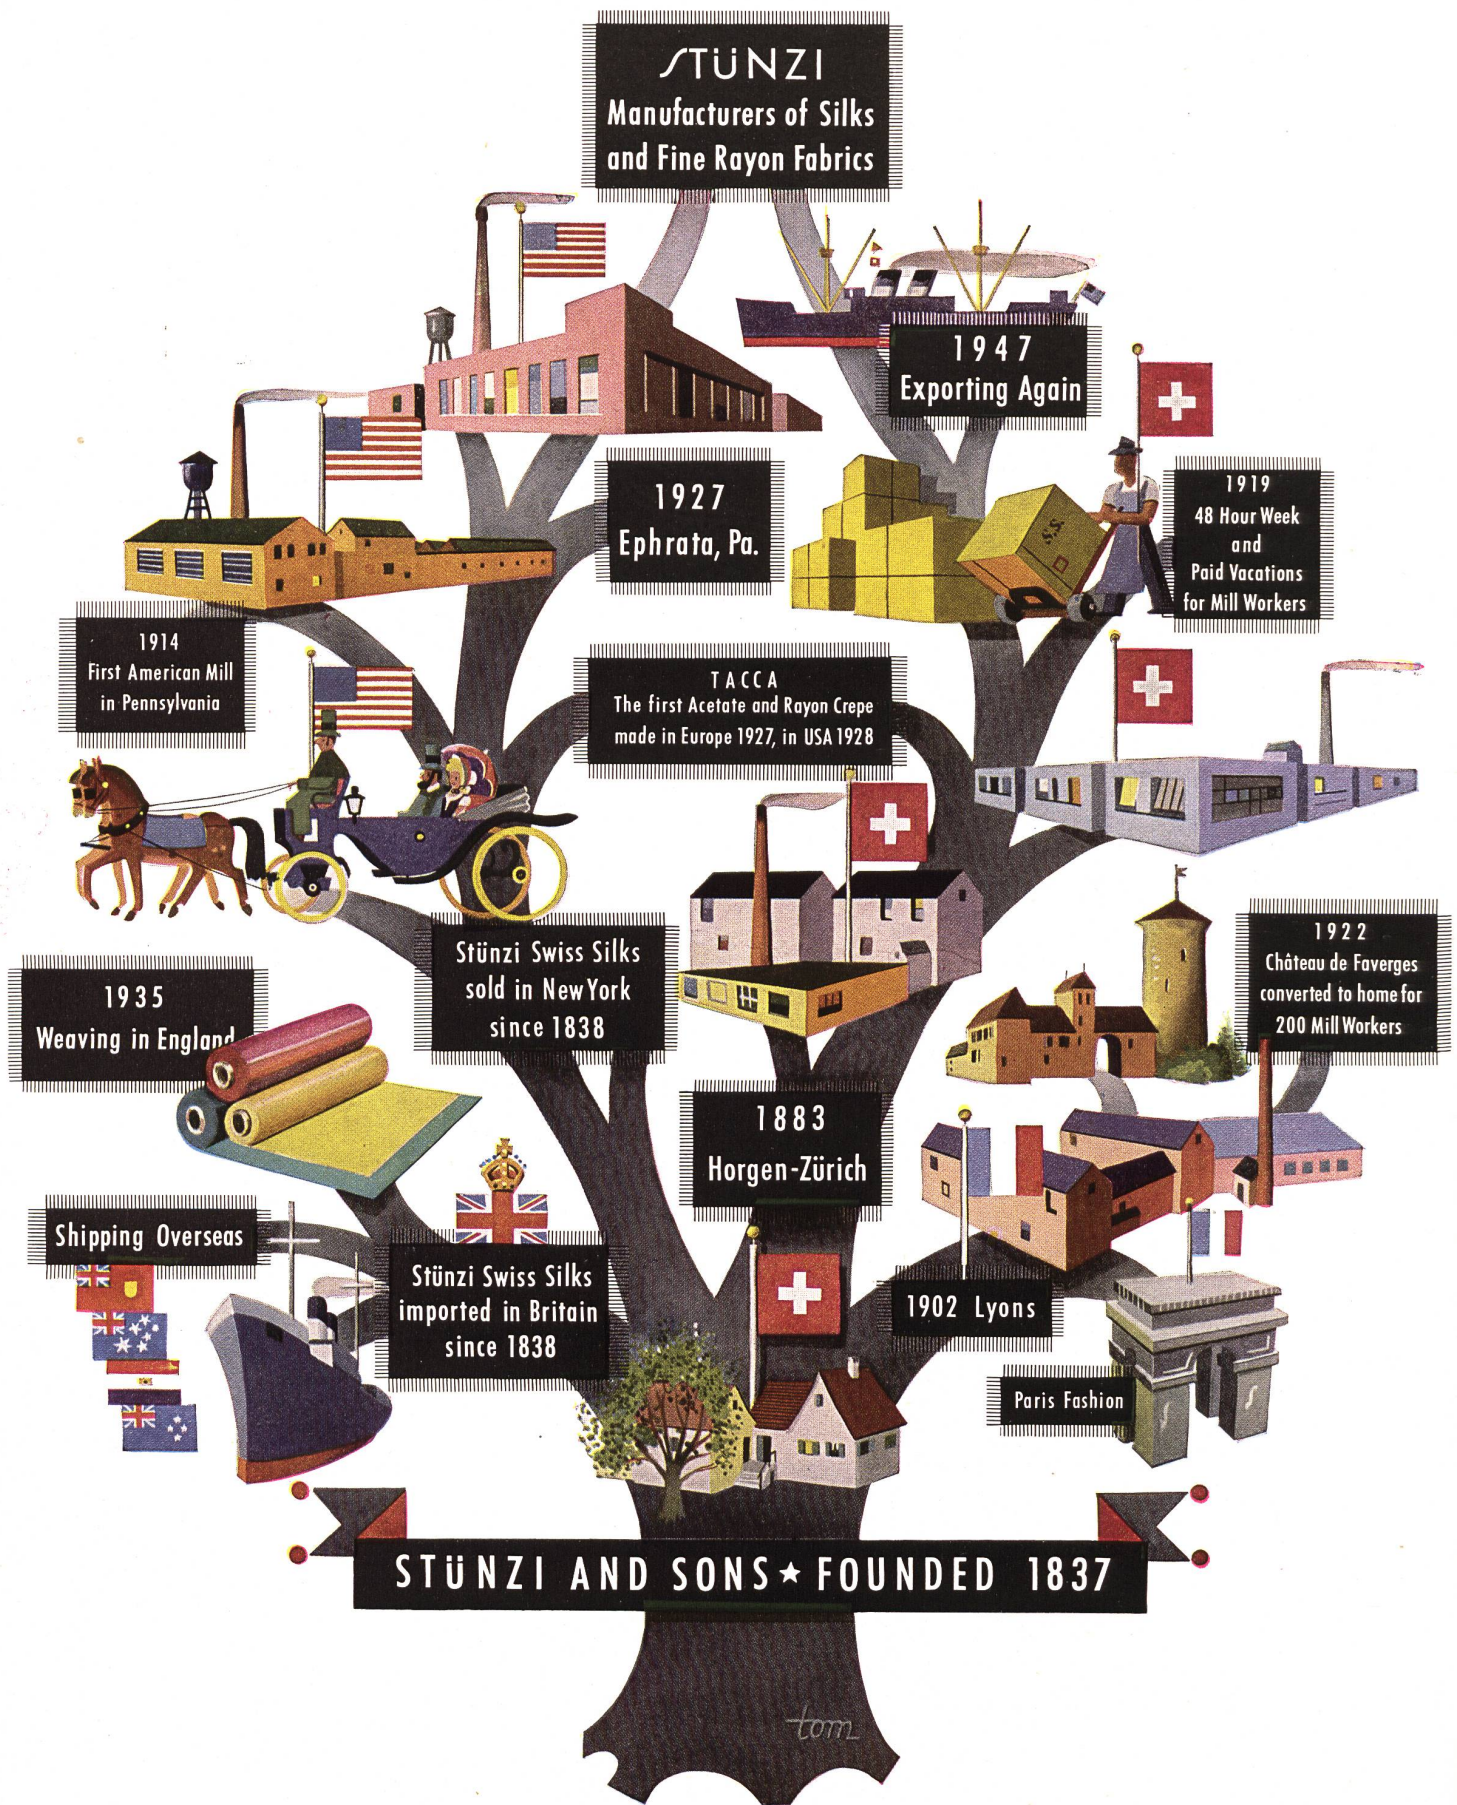 STÜNZI
Manufacturers of Silks
and Fine Rayon Fabrics
1947
Exporting Again
1927
Ephrata, Pa.
S.S.
1919
48 Hour Week
and
Paid Vacations
for Mill Workers
1914
First American Mill
in Pennsylvania
TACCA
The first Acetate and Rayon Crepe
made in Europe 1927, in USA 1928
Stünzi Swiss Silks
sold in New York
since 1838
1922
Château de Faverges
converted to home for
200 Mill Workers
1935
Weaving in England
1883
Horgen-Zürich
Shipping Overseas
Stünzi Swiss Silks
imported in Britain
since 1838
1902 Lyons
Paris Fashion
STÜNZI AND SONS ★ FOUNDED 1837
tom